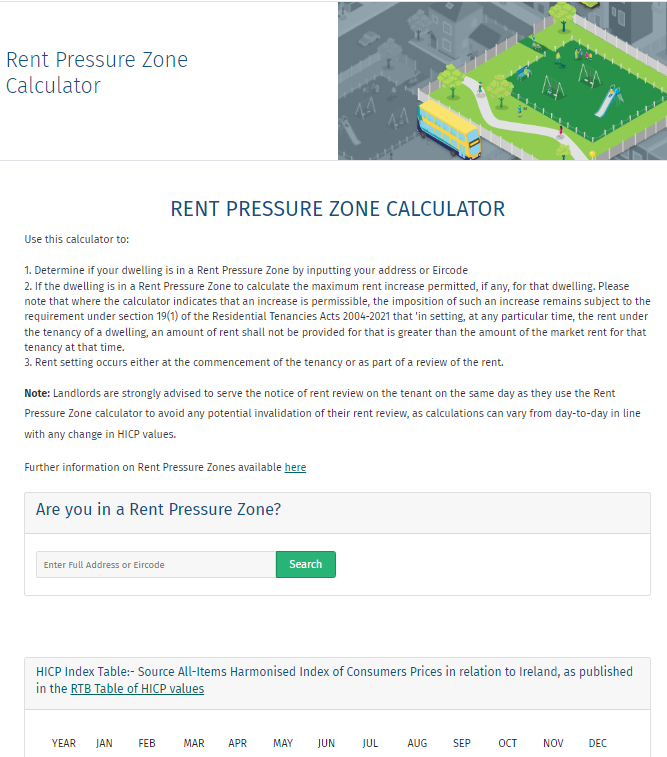 Rent Pressure Zone
Calculator
RENT PRESSURE ZONE CALCULATOR
Use this calculator to:
1. Determine if your dwelling is in a Rent Pressure Zone by inputting your address or Eircode
2. If the dwelling is in a Rent Pressure Zone to calculate the maximum rent increase permitted, if any, for that dwelling. Please
note that where the calculator indicates that an increase is permissible, the imposition of such an increase remains subject to the
requirement under section 19(1) of the Residential Tenancies Acts 2004-2021 that 'in setting, at any particular time, the rent under
the tenancy of a dwelling, an amount of rent shall not be provided for that is greater than the amount of the market rent for that
tenancy at that time.
3. Rent setting occurs either at the commencement of the tenancy or as part of a review of the rent.
Note: Landlords are strongly advised to serve the notice of rent review on the tenant on the same day as they use the Rent
Pressure Zone calculator to avoid any potential invalidation of their rent review, as calculations can vary from day-to-day in line
with any change in HICP values.
Further information on Rent Pressure Zones available here
Are you in a Rent Pressure Zone?
Enter Full Address or Eircode Search
HICP Index Table:- Source All-Items Harmonised Index of Consumers Prices in relation to Ireland, as published
in the RTB Table of HICP values
YEAR JAN FEB MAR APR MAY JUN JUL AUG SEP OCT NOV DEC